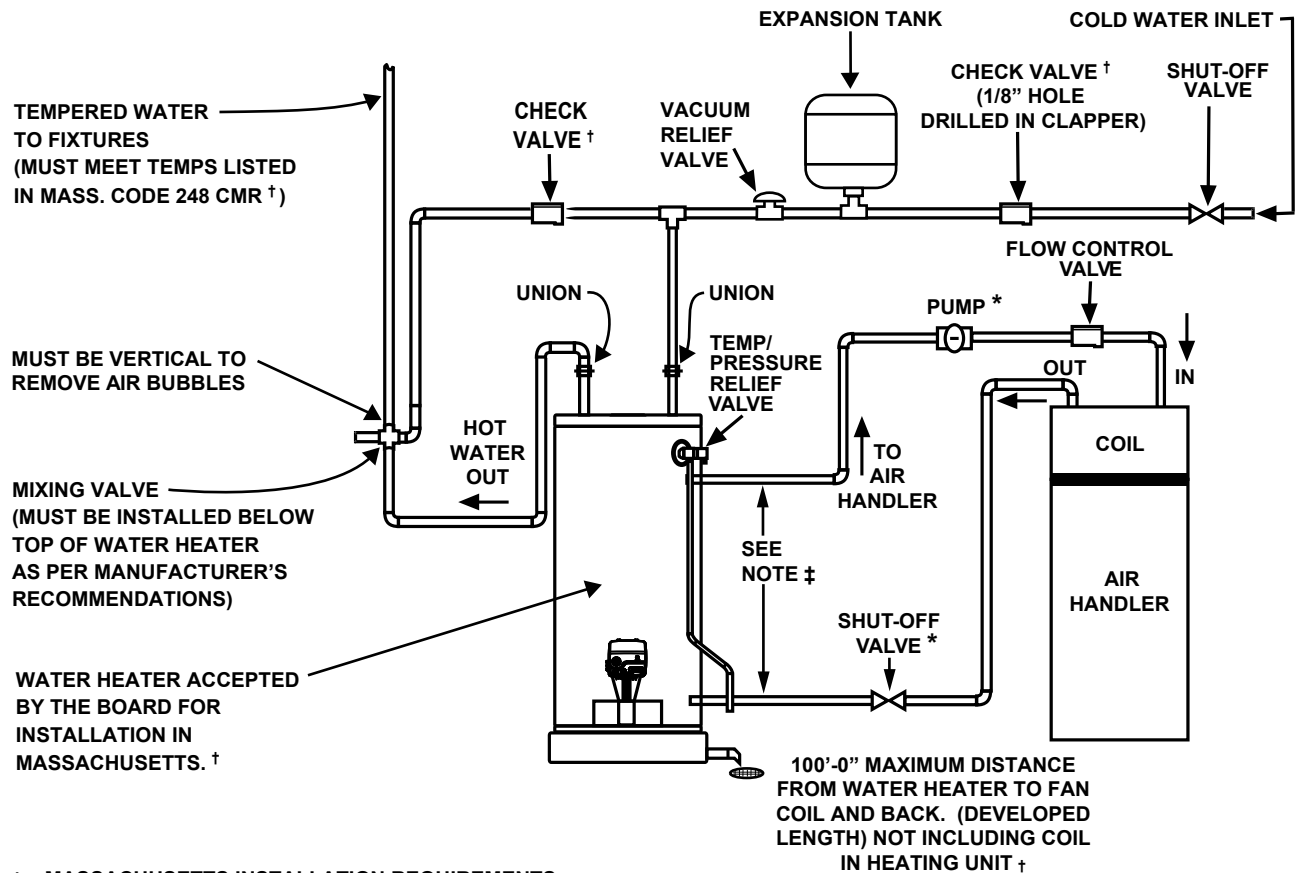 EXPANSION TANK
COLD WATER INLET
CHECK VALVE †
(1/8” HOLE
DRILLED IN CLAPPER)
SHUT-OFF
VALVE
TEMPERED WATER
TO FIXTURES
(MUST MEET TEMPS LISTED
IN MASS. CODE 248 CMR †)
CHECK
VALVE †
VACUUM
RELIEF
VALVE
FLOW CONTROL
VALVE
UNION
UNION
PUMP *
TEMP/
PRESSURE
RELIEF
VALVE
MUST BE VERTICAL TO
REMOVE AIR BUBBLES
OUT
IN
HOT
WATER
OUT
TO
AIR
HANDLER
COIL
MIXING VALVE
(MUST BE INSTALLED BELOW
TOP OF WATER HEATER
AS PER MANUFACTURER’S
RECOMMENDATIONS)
SEE
NOTE ‡
AIR
HANDLER
SHUT-OFF
VALVE *
WATER HEATER ACCEPTED
BY THE BOARD FOR
INSTALLATION IN
MASSACHUSETTS. †
100’-0” MAXIMUM DISTANCE
FROM WATER HEATER TO FAN
COIL AND BACK. (DEVELOPED
LENGTH) NOT INCLUDING COIL
IN HEATING UNIT †
MASSACHUSETTS INSTALLATION REQUIREMENTS